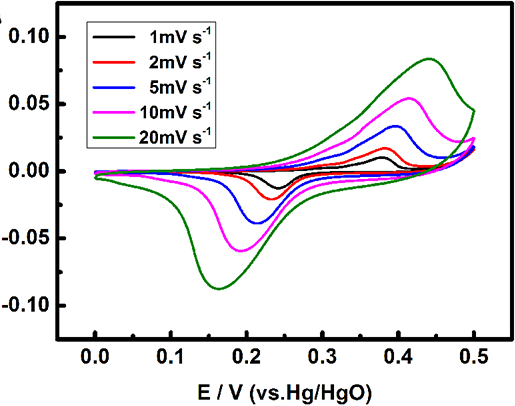 0.10
0.05
0.00
-0.05
-0.10
1mV s⁻¹
2mV s⁻¹
5mV s⁻¹
10mV s⁻¹
20mV s⁻¹
0.0 0.1 0.2 0.3 0.4 0.5
E / V (vs.Hg/HgO)